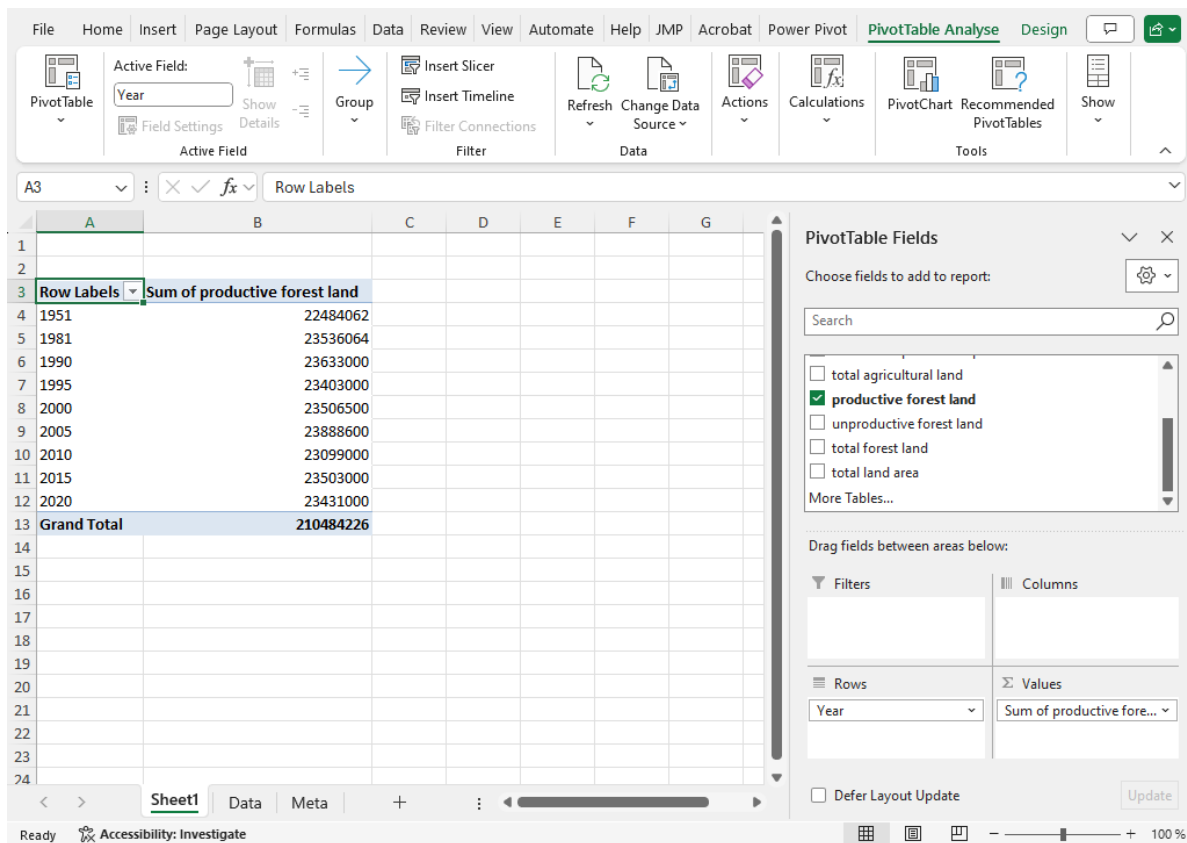 File Home Insert Page Layout Formulas Data Review View Automate Help JMP Acrobat Power Pivot PivotTable Analyse Design
PivotTable
Active Field:
Year
Field Settings
Show Details
Active Field
Group
Insert Slicer
Insert Timeline
Filter Connections
Filter
Refresh
Change Data Source
Data
Actions
Calculations
PivotChart
Recommended PivotTables
Tools
Show
A3 fx Row Labels
A B C D E F G
1
2
3 Row Labels Sum of productive forest land
4 1951 22484062
5 1981 23536064
6 1990 23633000
7 1995 23403000
8 2000 23506500
9 2005 23888600
10 2010 23099000
11 2015 23503000
12 2020 23431000
13 Grand Total 210484226
14
15
16
17
18
19
20
21
22
23
24
PivotTable Fields
Choose fields to add to report:
Search
total agricultural land
productive forest land
unproductive forest land
total forest land
total land area
More Tables...
Drag fields between areas below:
Filters
Columns
Rows
Σ Values
Year
Sum of productive fore...
Defer Layout Update
Update
Sheet1 Data Meta
Ready Accessibility: Investigate 100 %